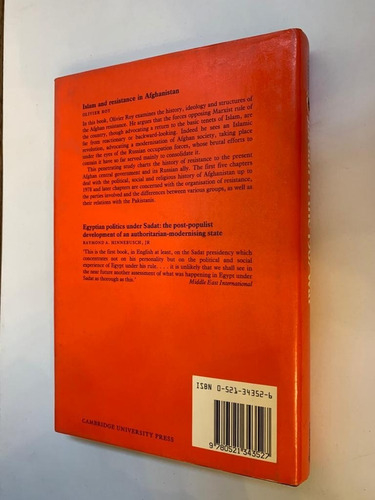 Islam and resistance in Afghanistan
OLIVIER ROY
In this book, Olivier Roy examines the history, ideology and structures of
the Afghan resistance. He argues that the forces opposing Marxist rule of
the country, though advocating a return to the basic tenets of Islam, are
far from reactionary or backward-looking. Indeed he sees an Islamic
revolution, advocating a modernisation of Afghan society, taking place
under the eyes of the Russian occupation forces, whose brutal efforts to
contain it have so far served mainly to consolidate it.
This penetrating study charts the history of resistance to the present
Afghan central government and its Russian ally. The first five chapters
deal with the political, social and religious history of Afghanistan up to
1978 and later chapters are concerned with the organisation of resistance,
the parties involved and the differences between various groups, as well as
their relations with the Pakistanis.
Egyptian politics under Sadat: the post-populist
development of an authoritarian-modernising state
RAYMOND A. HINNEBUSCH, JR
'This is the first book, in English at least, on the Sadat presidency which
concentrates not on his personality but on the political and social
experience of Egypt under his rule. . . . it is unlikely that we shall see in
the near future another assessment of what was happening in Egypt under
Sadat as thorough as this.'
Middle East International
CAMBRIDGE UNIVERSITY PRESS
ISBN 0-521-34352-6
9 780521 343527